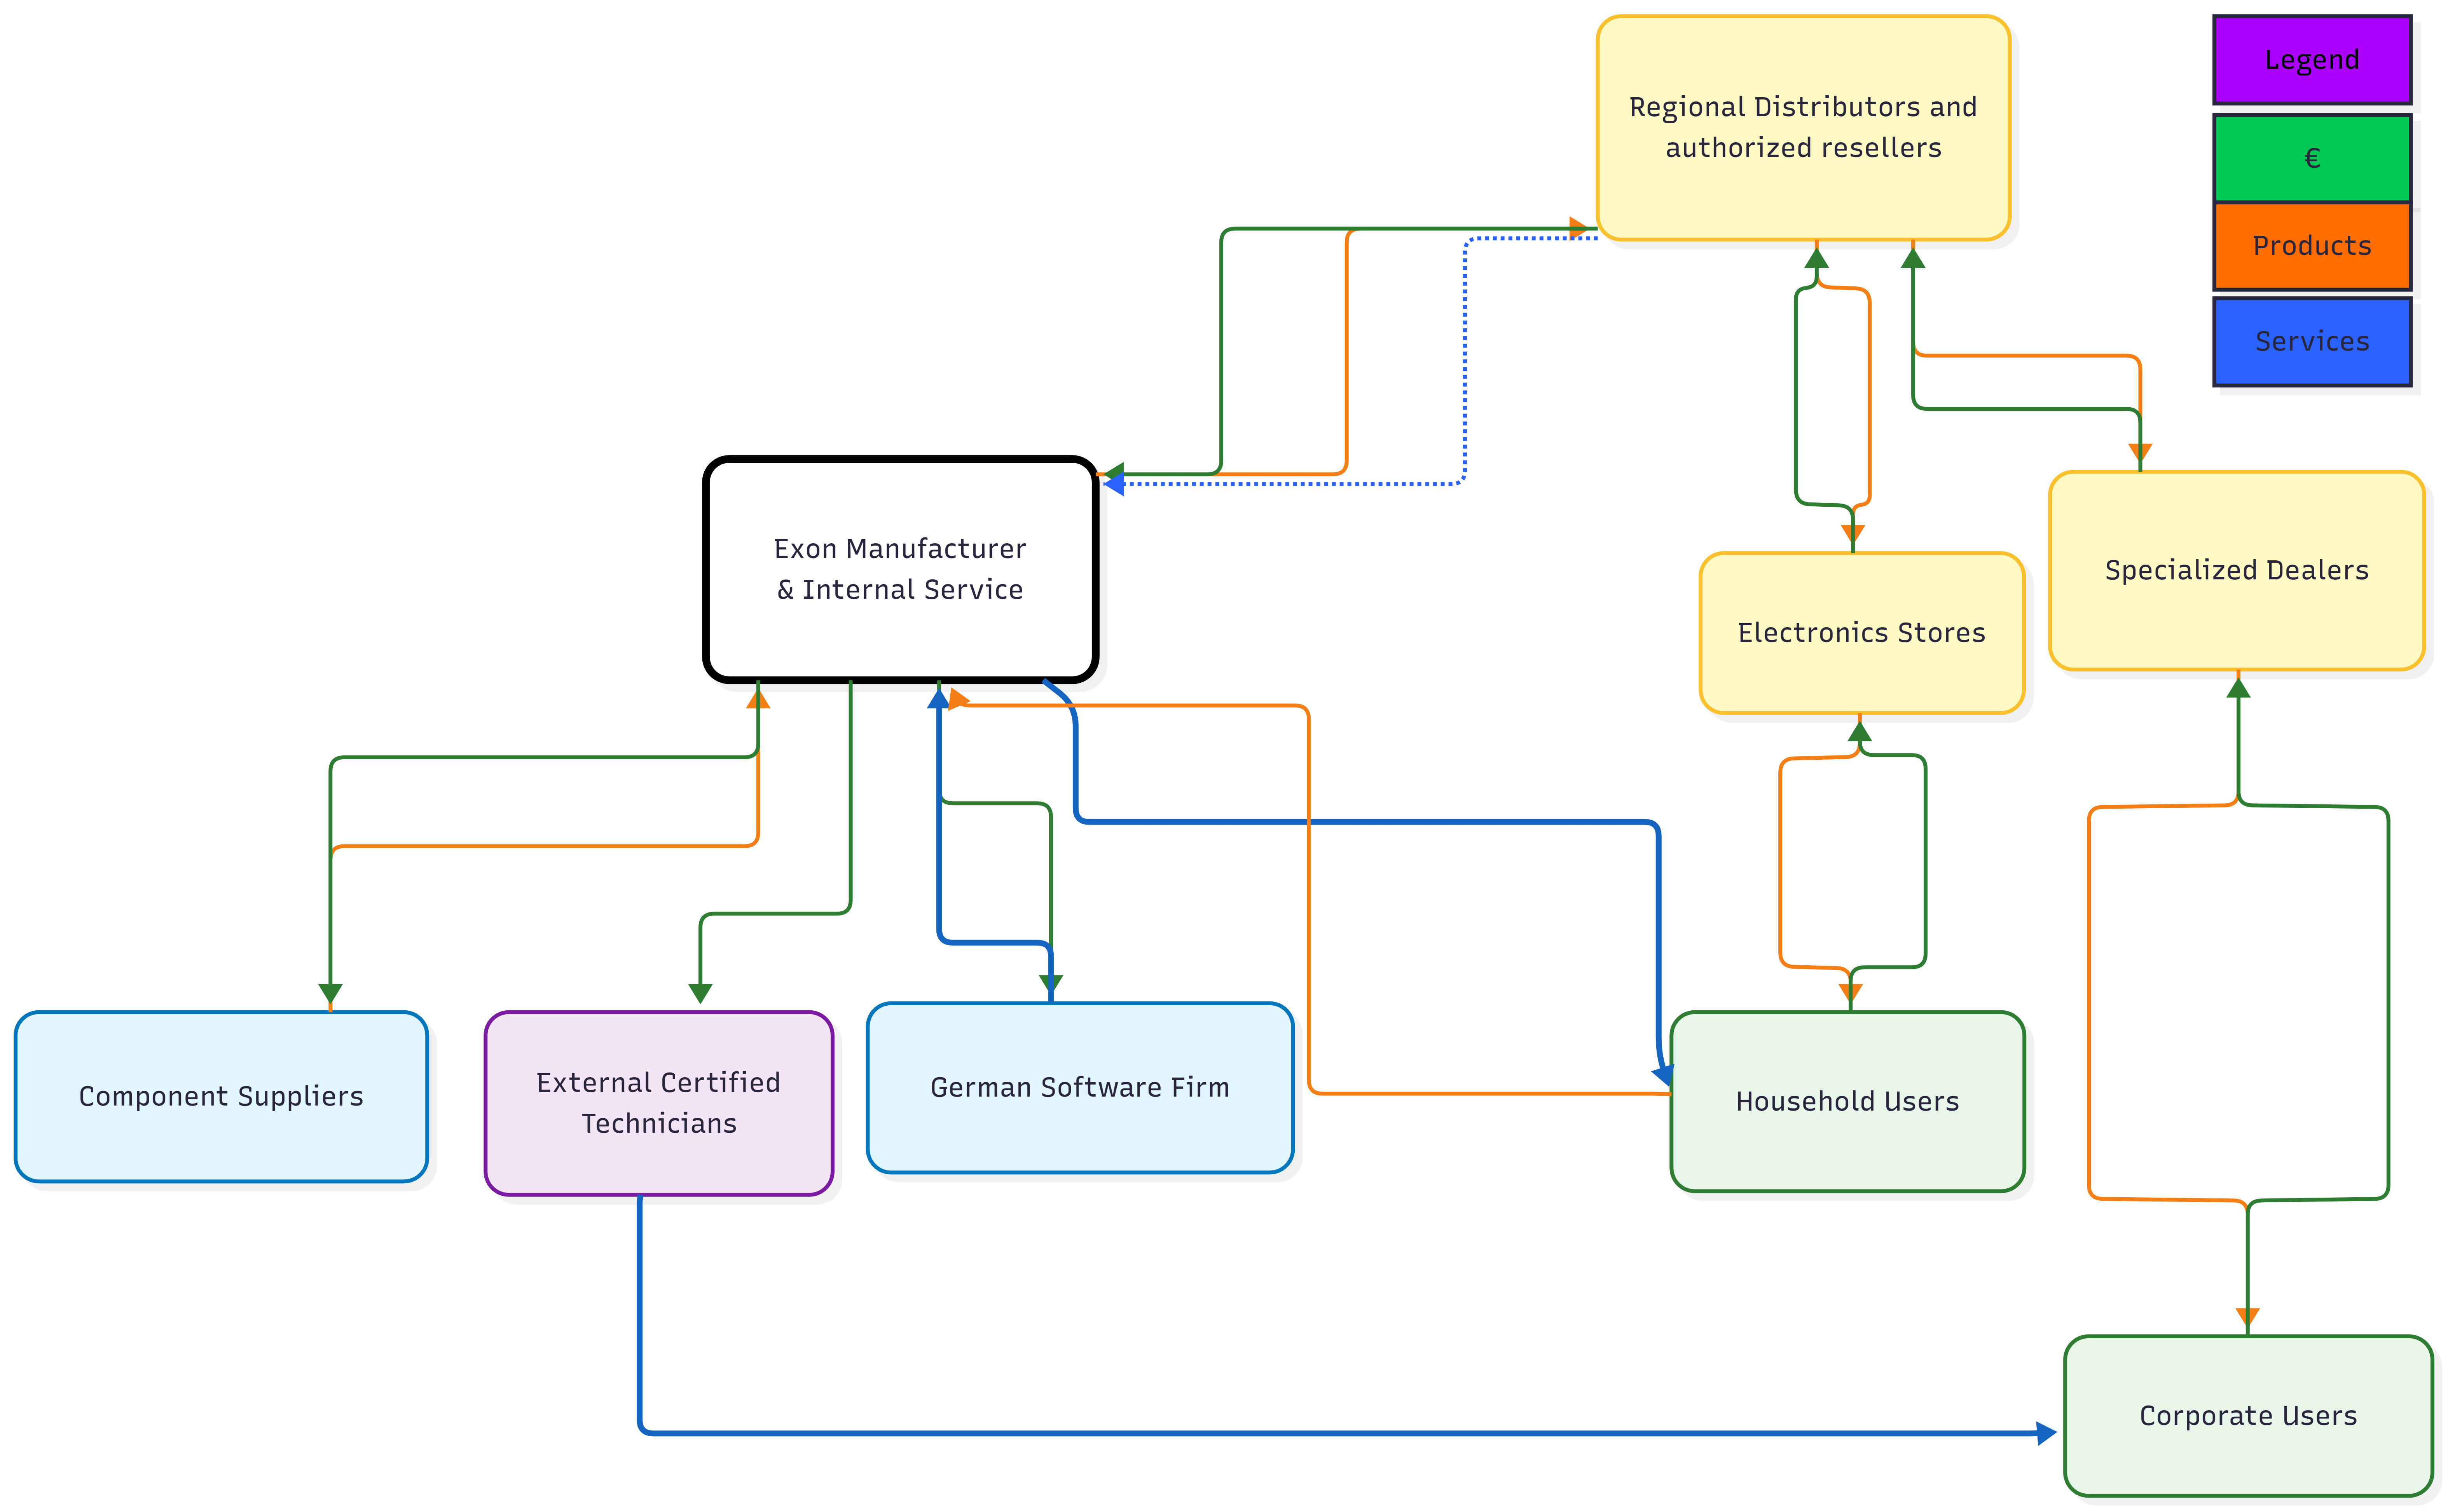 Regional Distributors and
authorized resellers
Legend
€
Products
Services
Exon Manufacturer
& Internal Service
Electronics Stores
Specialized Dealers
Component Suppliers
External Certified
Technicians
German Software Firm
Household Users
Corporate Users